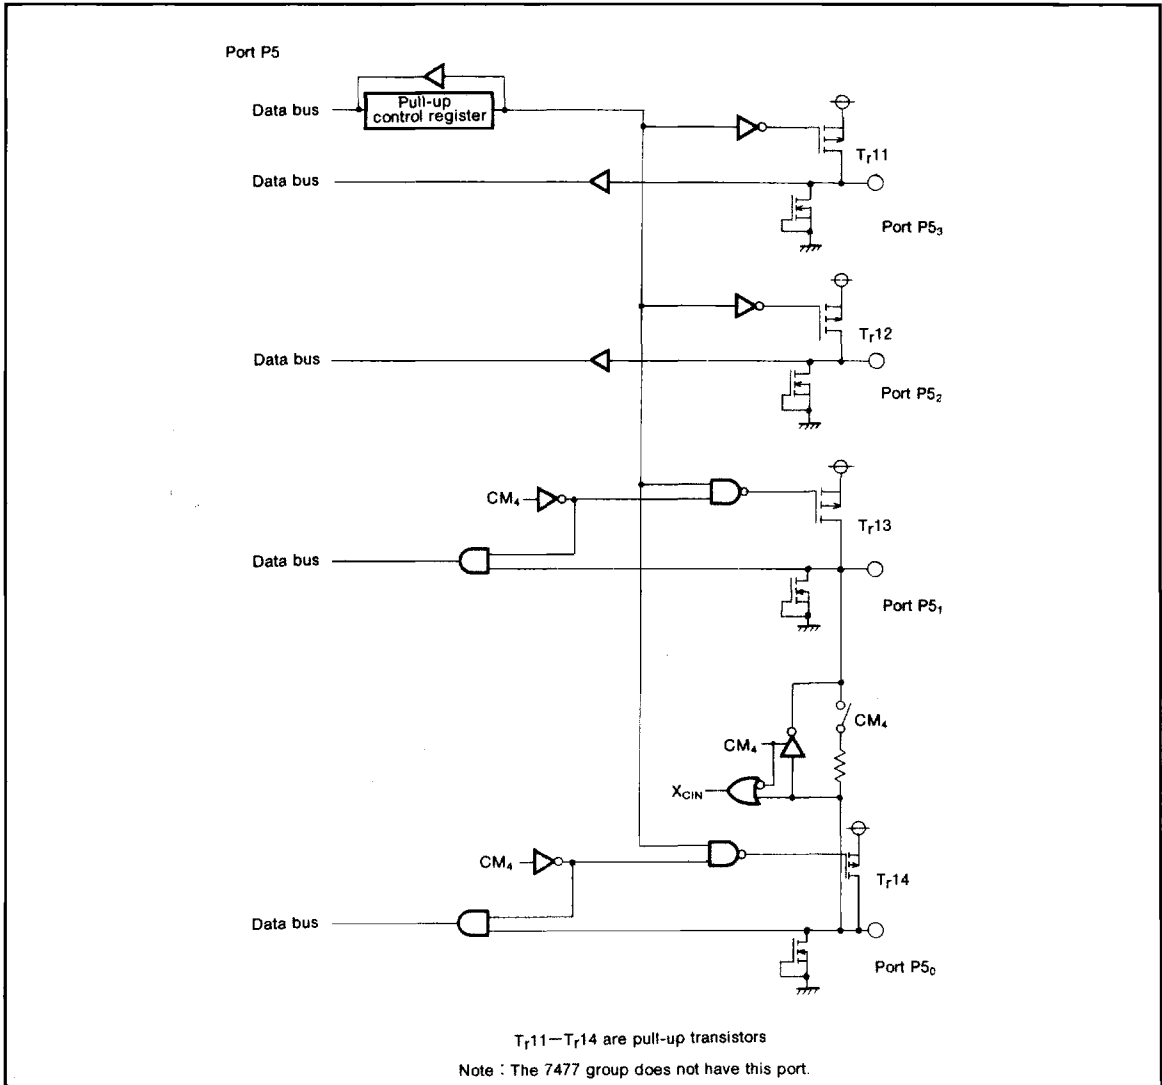 Port P5
Pull-up
control register
Data bus
Tr11
Data bus
Port P5₃
Tr12
Data bus
Port P5₂
CM₄
Tr13
Data bus
Port P5₁
CM₄
CM₄
XCIN
CM₄
Tr14
Data bus
Port P5₀
Tr11—Tr14 are pull-up transistors
Note : The 7477 group does not have this port.